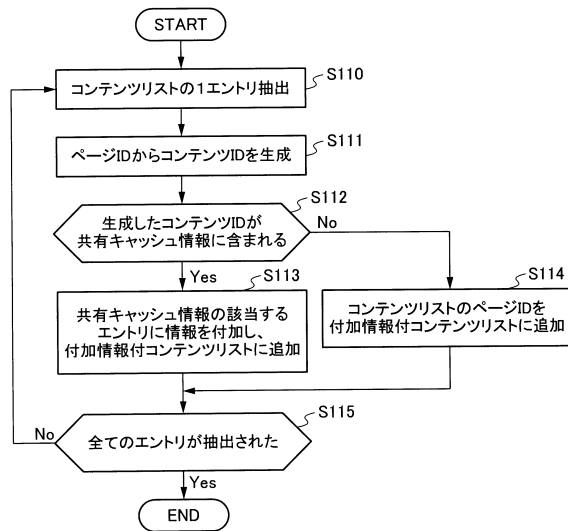 START
S110
コンテンツリストの1エントリ抽出
S111
ページIDからコンテンツIDを生成
S112
生成したコンテンツIDが
共有キャッシュ情報に含まれる
No
Yes
S113
共有キャッシュ情報の該当する
エントリに情報を付加し、
付加情報付コンテンツリストに追加
S114
コンテンツリストのページIDを
付加情報付コンテンツリストに追加
S115
全てのエントリが抽出された
No
Yes
END